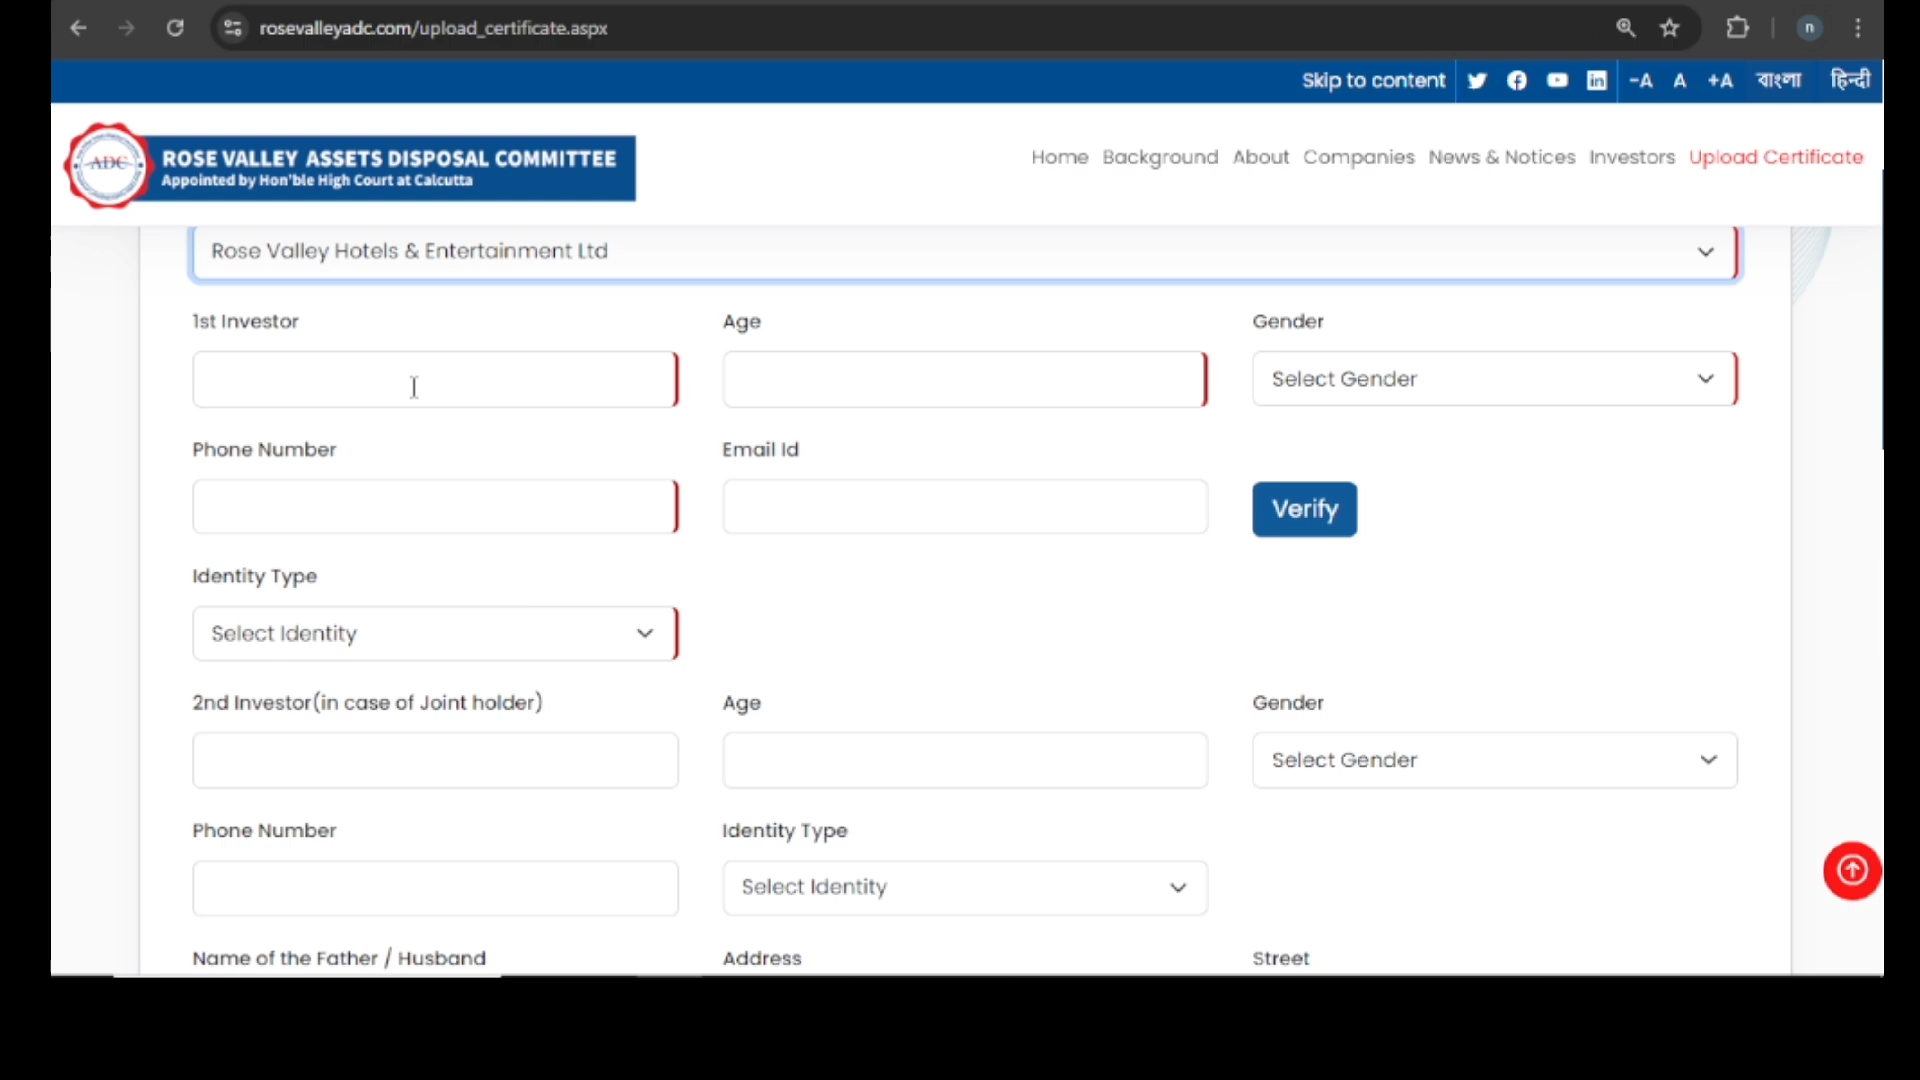 rosevalleyadc.com/upload_certificate.aspx
n
Skip to content
-A A +A বাংলা हिन्दी
ADC
ROSE VALLEY ASSETS DISPOSAL COMMITTEE
Appointed by Hon'ble High Court at Calcutta
Home Background About Companies News & Notices Investors Upload Certificate
Rose Valley Hotels & Entertainment Ltd
1st Investor Age Gender
Select Gender
Phone Number Email Id
Verify
Identity Type
Select Identity
2nd Investor(in case of Joint holder) Age Gender
Select Gender
Phone Number Identity Type
Select Identity
Name of the Father / Husband Address Street